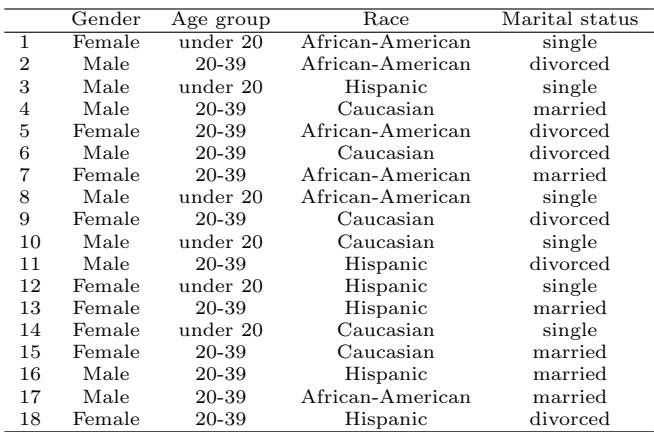 Gender Age group Race Marital status
1 Female under 20 African-American single
2 Male 20-39 African-American divorced
3 Male under 20 Hispanic single
4 Male 20-39 Caucasian married
5 Female 20-39 African-American divorced
6 Male 20-39 Caucasian divorced
7 Female 20-39 African-American married
8 Male under 20 African-American single
9 Female 20-39 Caucasian divorced
10 Male under 20 Caucasian single
11 Male 20-39 Hispanic divorced
12 Female under 20 Hispanic single
13 Female 20-39 Hispanic married
14 Female under 20 Caucasian single
15 Female 20-39 Caucasian married
16 Male 20-39 Hispanic married
17 Male 20-39 African-American married
18 Female 20-39 Hispanic divorced